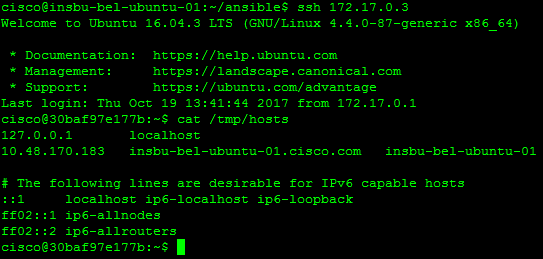 cisco@insbu-bel-ubuntu-01:~/ansible$ ssh 172.17.0.3
Welcome to Ubuntu 16.04.3 LTS (GNU/Linux 4.4.0-87-generic x86_64)

 * Documentation:  https://help.ubuntu.com
 * Management:     https://landscape.canonical.com
 * Support:        https://ubuntu.com/advantage
Last login: Thu Oct 19 13:41:44 2017 from 172.17.0.1
cisco@30baf97e177b:~$ cat /tmp/hosts
127.0.0.1       localhost
10.48.170.183   insbu-bel-ubuntu-01.cisco.com   insbu-bel-ubuntu-01

# The following lines are desirable for IPv6 capable hosts
::1     localhost ip6-localhost ip6-loopback
ff02::1 ip6-allnodes
ff02::2 ip6-allrouters
cisco@30baf97e177b:~$